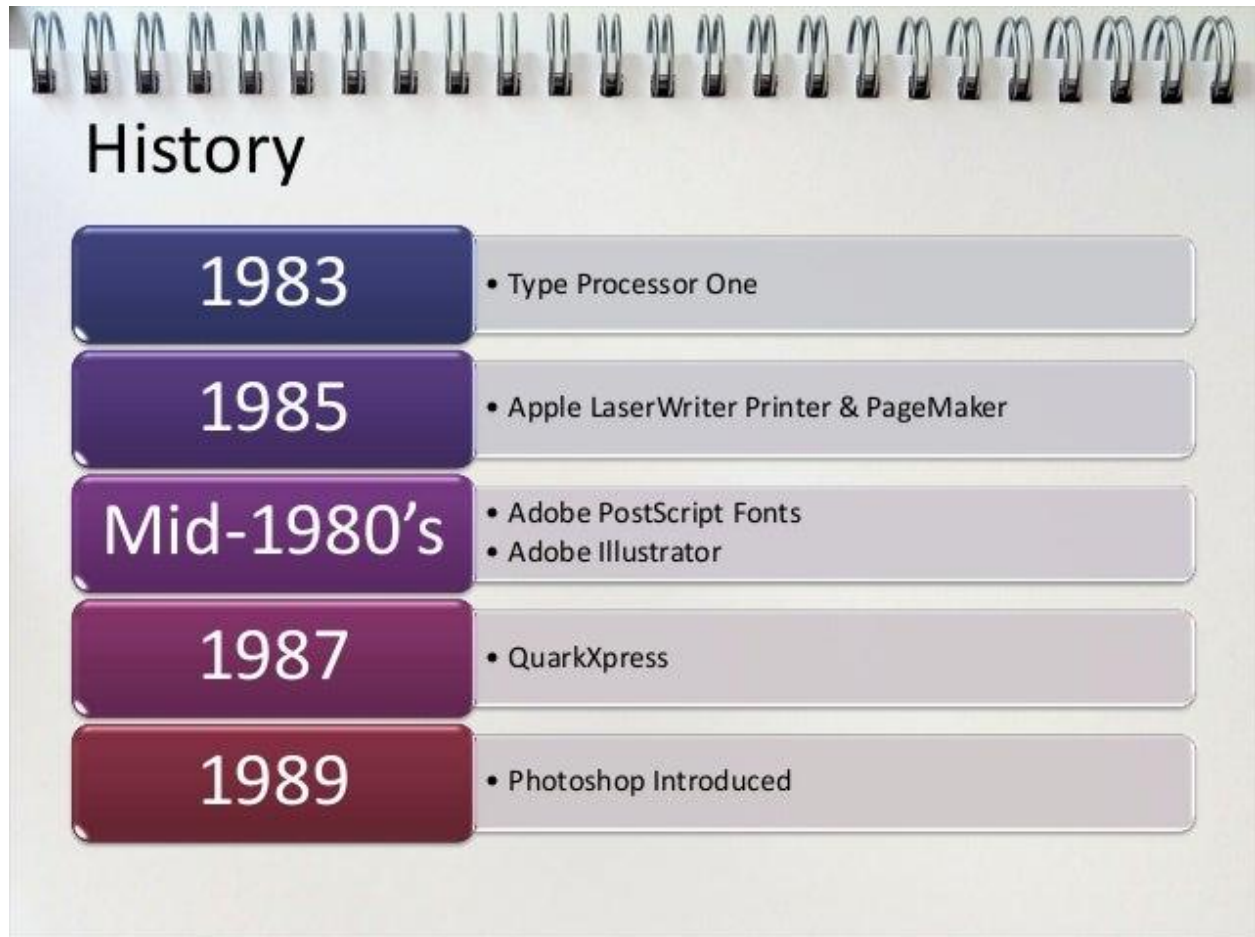 History
1983
• Type Processor One
1985
• Apple LaserWriter Printer & PageMaker
Mid-1980’s
• Adobe PostScript Fonts
• Adobe Illustrator
1987
• QuarkXpress
1989
• Photoshop Introduced